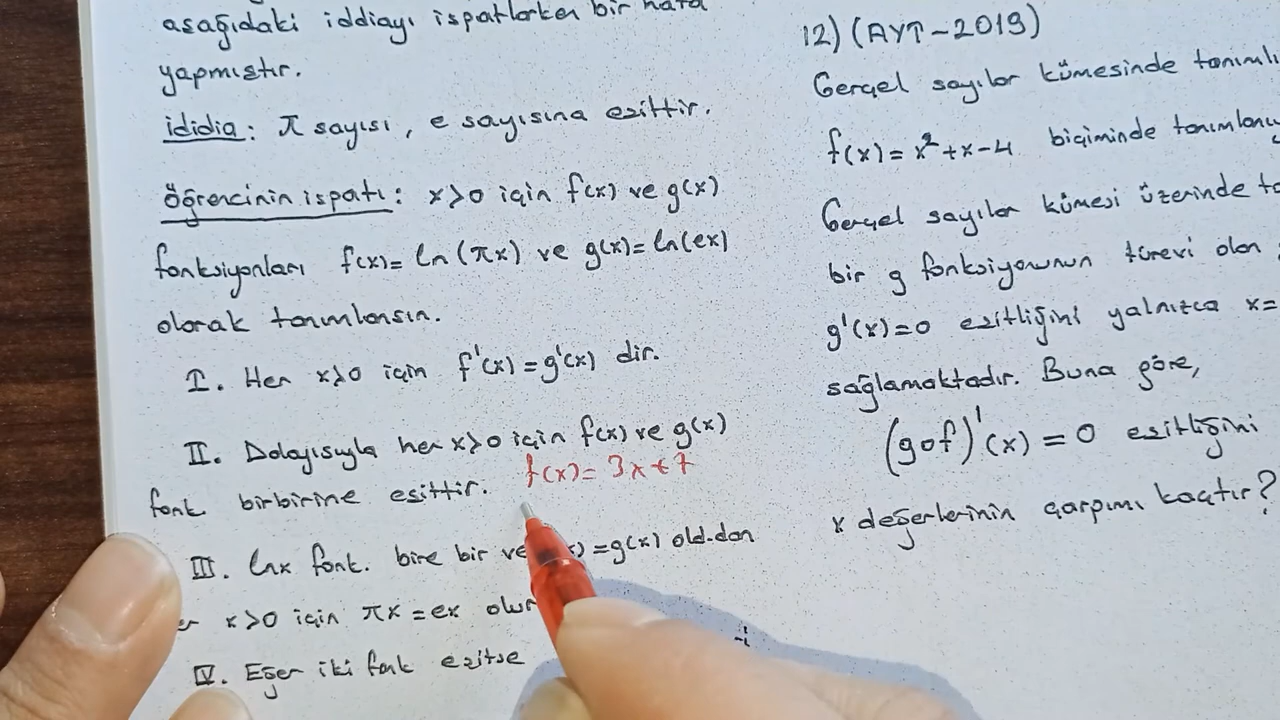 aşağıdaki iddiayı ispatlarken bir hata
yapmıştır.
ididia: π sayısı, e sayısına eşittir.
öğrencinin ispatı: x>0 için f(x) ve g(x)
fonksiyonları f(x)= ln(πx) ve g(x)= ln(ex)
olarak tanımlansın.
I. Her x>0 için f'(x)=g'(x) dir.
II. Dolayısıyla her x>0 için f(x) ve g(x)
f(x)= 3x+7
fonk birbirine eşittir.
III. lnx fonk. bire bir ve =g(x) old.dan
x>0 için πx=ex
IV. Eğer iki fonk eşitse
12) (AYT-2019)
Gerçel sayılar kümesinde tanımlı
f(x)=x²+x-4 biçiminde
Gerçel sayılar kümesi üzerinde
bir g fonksiyonunun türevi olan
g'(x)=0 eşitliğini yalnızca x=
sağlamaktadır. Buna göre,
(gof)'(x)=0 eşitliğini
x değerlerinin çarpımı kaçtır?